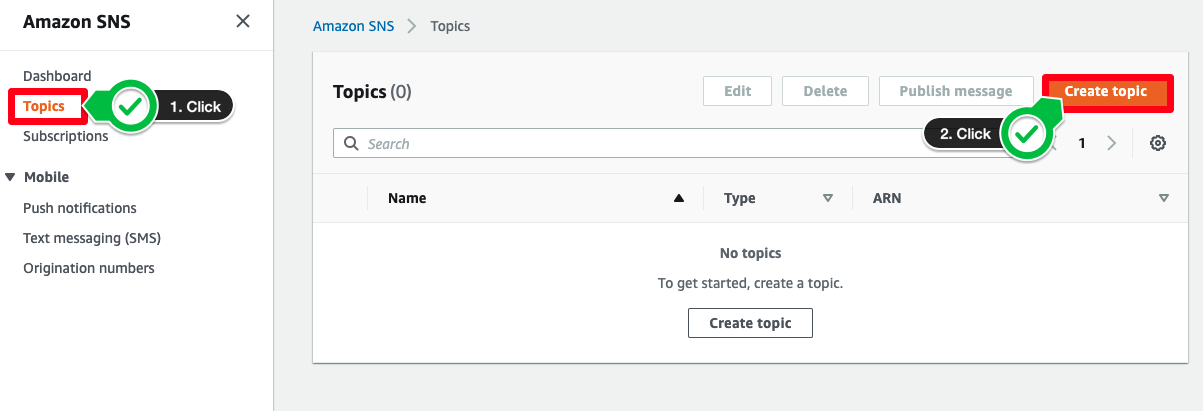 Amazon SNS
Dashboard
Topics
1. Click
Subscriptions
Mobile
Push notifications
Text messaging (SMS)
Origination numbers
Amazon SNS > Topics
Topics (0)
Edit
Delete
Publish message
Create topic
Search
2. Click
1
Name
Type
ARN
No topics
To get started, create a topic.
Create topic